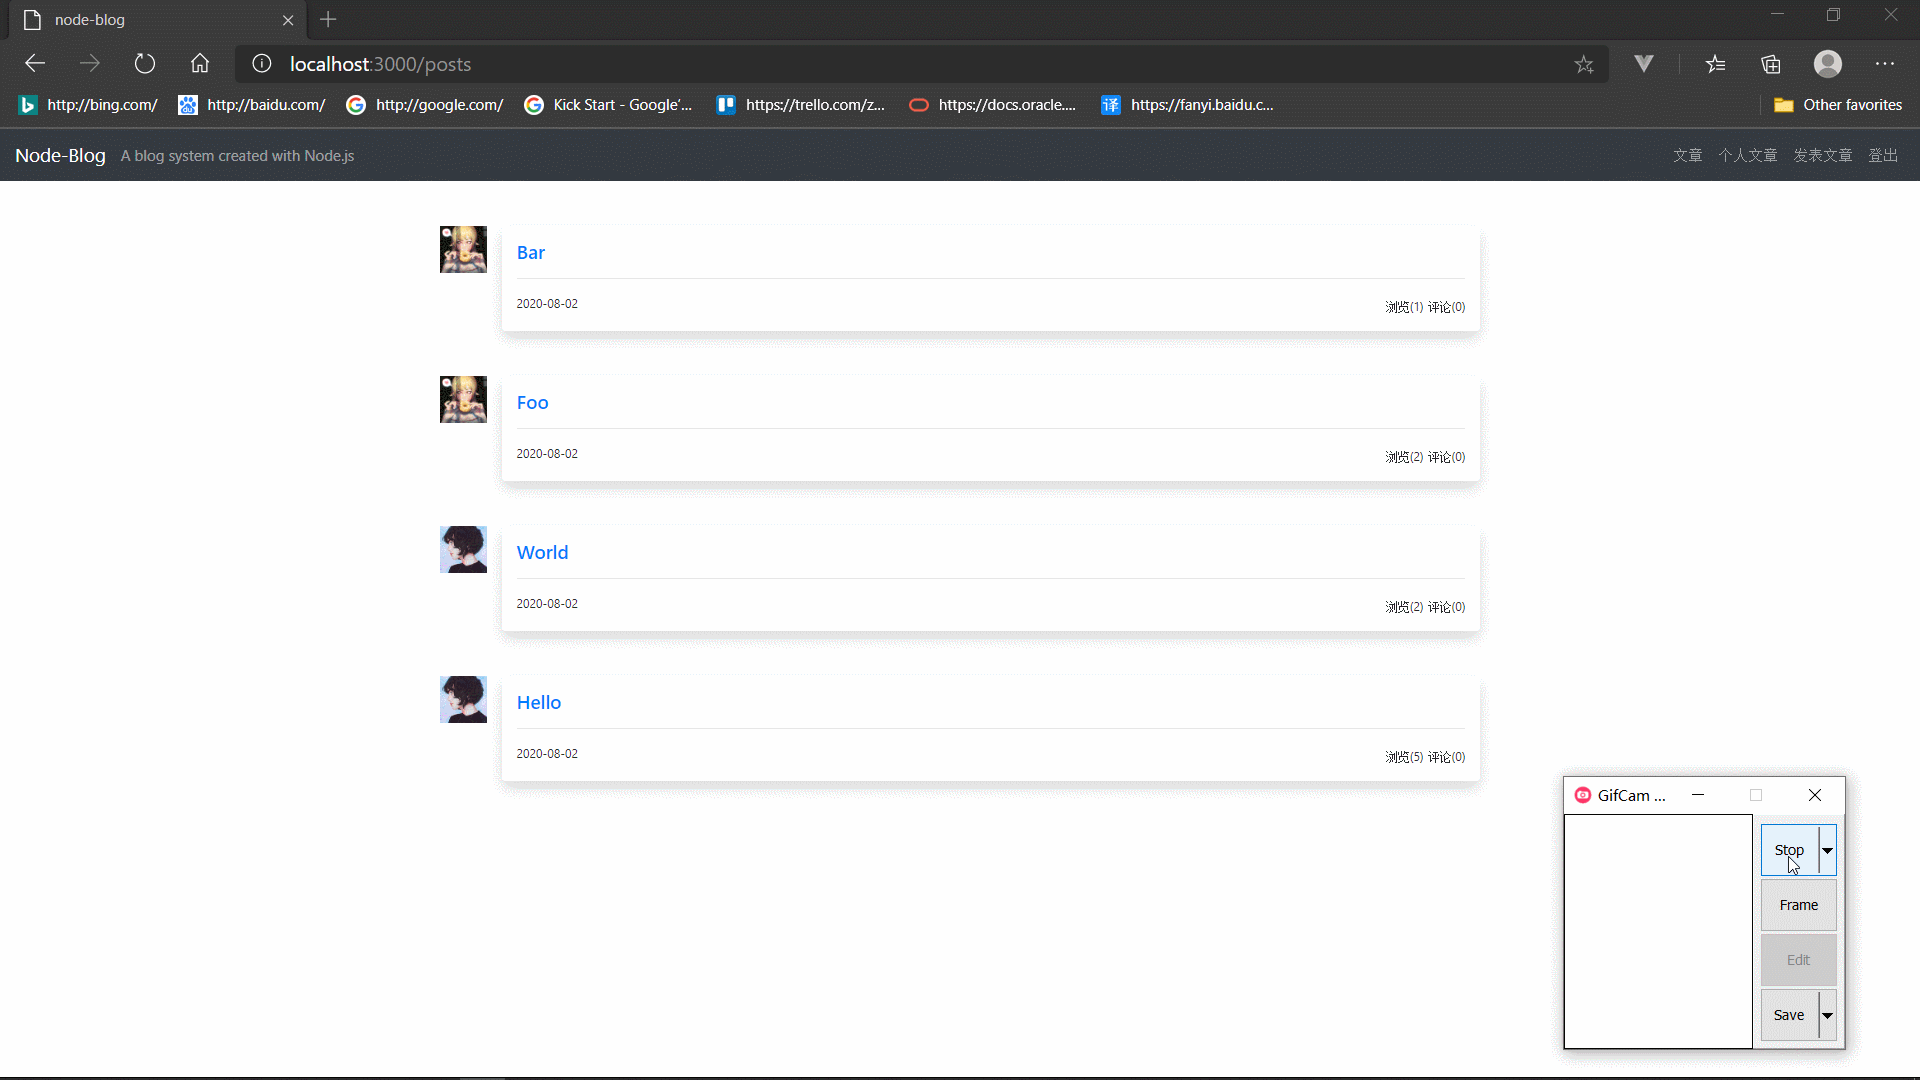 node-blog
localhost:3000/posts
http://bing.com/ http://baidu.com/ http://google.com/ Kick Start - Google'... https://trello.com/z... https://docs.oracle.... https://fanyi.baidu.c... Other favorites
Node-Blog A blog system created with Node.js 文章 个人文章 发表文章 登出
Bar
2020-08-02 浏览(1) 评论(0)
Foo
2020-08-02 浏览(2) 评论(0)
World
2020-08-02 浏览(2) 评论(0)
Hello
2020-08-02 浏览(5) 评论(0)
GifCam ...
Stop
Frame
Edit
Save